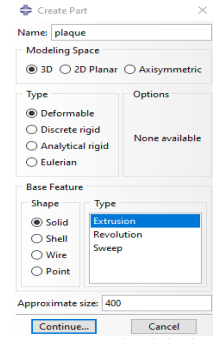 Create Part
Name: plaque
Modeling Space
3D 2D Planar Axisymmetric
Type Options
Deformable
Discrete rigid
Analytical rigid
Eulerian
None available
Base Feature
Shape Type
Solid
Shell
Wire
Point
Extrusion
Revolution
Sweep
Approximate size: 400
Continue... Cancel